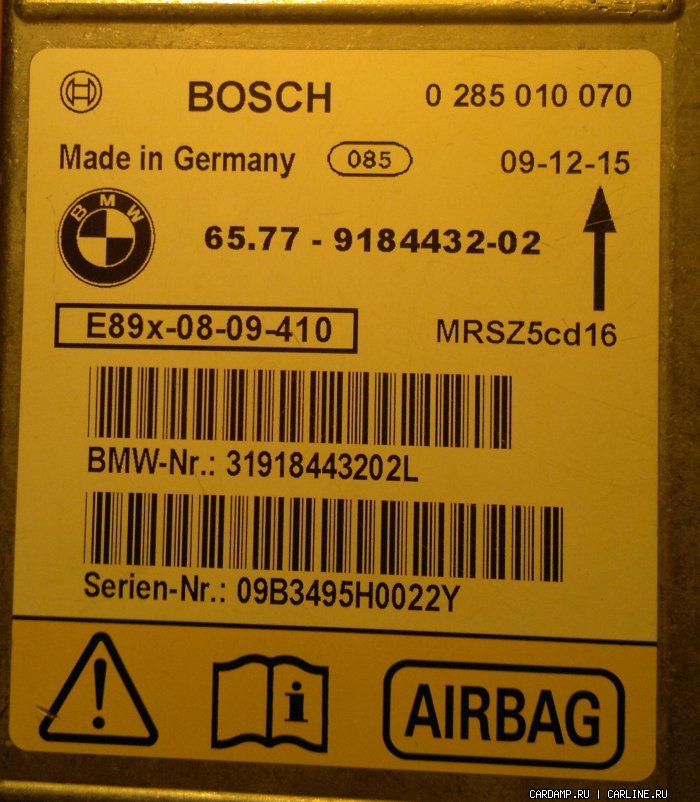 BOSCH 0 285 010 070
Made in Germany 085 09-12-15
BMW
65.77 - 9184432-02
E89x-08-09-410 MRSZ5cd16
BMW-Nr.: 31918443202L
Serien-Nr.: 09B3495H0022Y
AIRBAG
CARDAMP.RU | CARLINE.RU